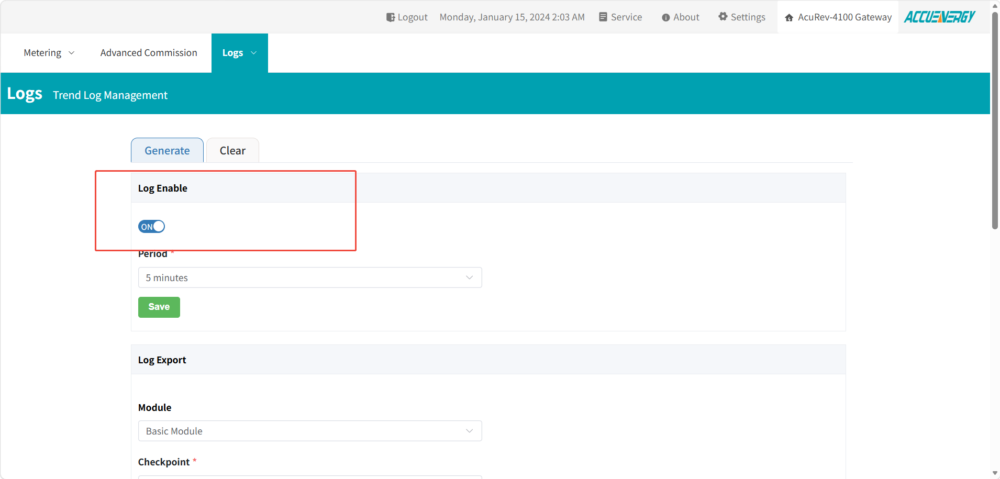 Logout Monday, January 15, 2024 2:03 AM Service About Settings AcuRev-4100 Gateway ACCUENERGY
Metering Advanced Commission Logs
Logs Trend Log Management
Generate Clear
Log Enable
ON
Period *
5 minutes
Save
Log Export
Module
Basic Module
Checkpoint *